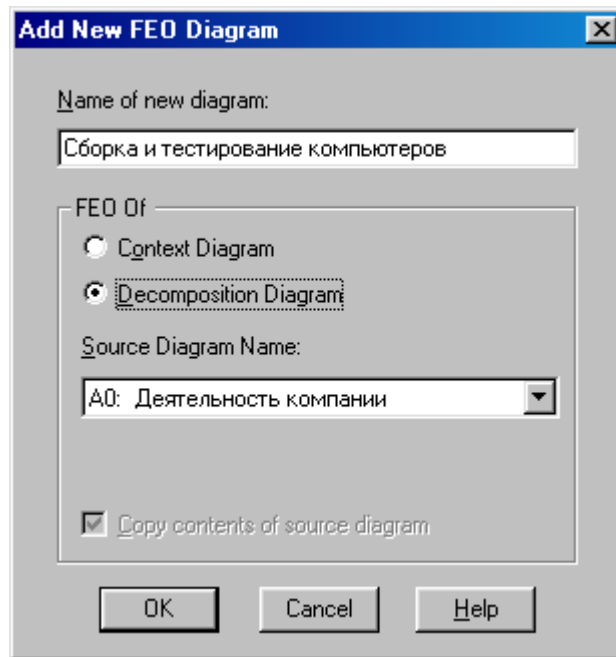 Add New FEO Diagram
Name of new diagram:
Сборка и тестирование компьютеров
FEO Of
Context Diagram
Decomposition Diagram
Source Diagram Name:
A0: Деятельность компании
Copy contents of source diagram
OK Cancel Help